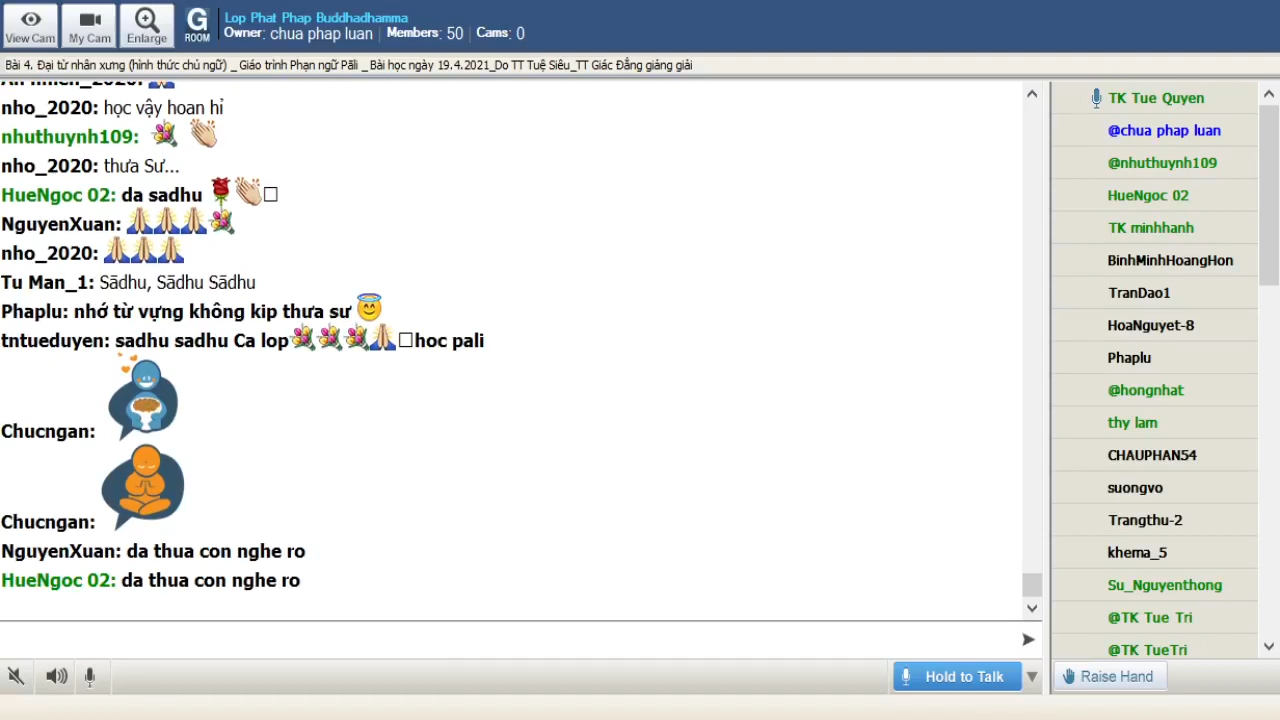 Lop Phat Phap Buddhadhamma
Owner: chua phap luan | Members: 50 | Cams: 0
View Cam
My Cam
Enlarge
G ROOM
Bài 4. Đại từ nhân xưng (hình thức chủ ngữ) _ Giáo trình Phạn ngữ Pāli _ Bài học ngày 19.4.2021_Do TT Tuệ Siêu_TT Giác Đẳng giảng giải
nho_2020: học vậy hoan hỉ
nhuthuynh109:
nho_2020: thưa Sư...
HueNgoc 02: da sadhu
NguyenXuan:
nho_2020:
Tu Man_1: Sādhu, Sādhu Sādhu
Phaplu: nhớ từ vựng không kip thưa sư
tntueduyen: sadhu sadhu Ca lop hoc pali
Chucngan:
Chucngan:
NguyenXuan: da thua con nghe ro
HueNgoc 02: da thua con nghe ro
TK Tue Quyen
@chua phap luan
@nhuthuynh109
HueNgoc 02
TK minhhanh
BinhMinhHoangHon
TranDao1
HoaNguyet-8
Phaplu
@hongnhat
thy lam
CHAUPHAN54
suongvo
Trangthu-2
khema_5
Su_Nguyenthong
@TK Tue Tri
@TK TueTri
Hold to Talk
Raise Hand